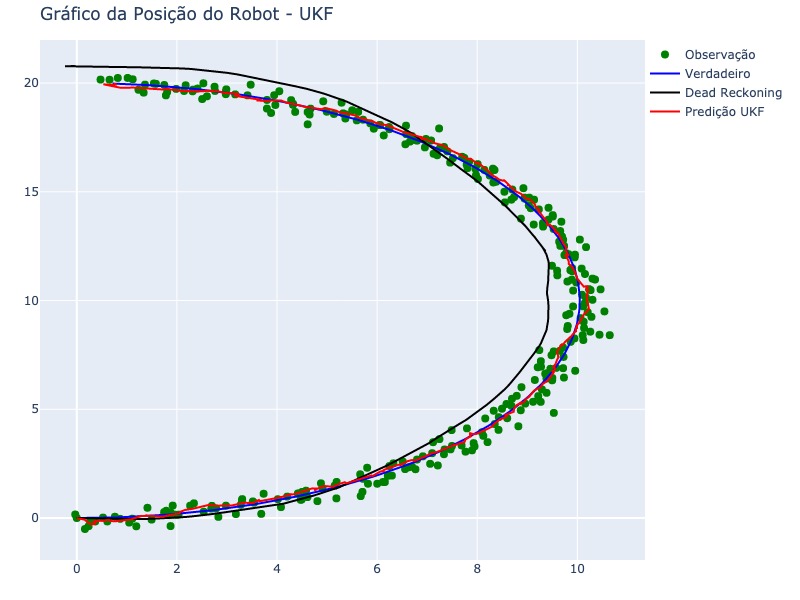 Gráfico da Posição do Robot - UKF
Observação
Verdadeiro
Dead Reckoning
Predição UKF
20
15
10
5
0
0 2 4 6 8 10